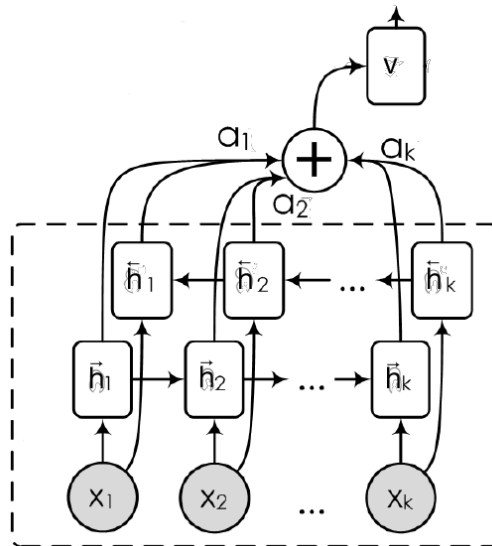 v
a₁ + aₖ
a₂
h⃖₁ h⃖₂ ... h⃖ₖ
h⃗₁ h⃗₂ ... h⃗ₖ
x₁ x₂ ... xₖ